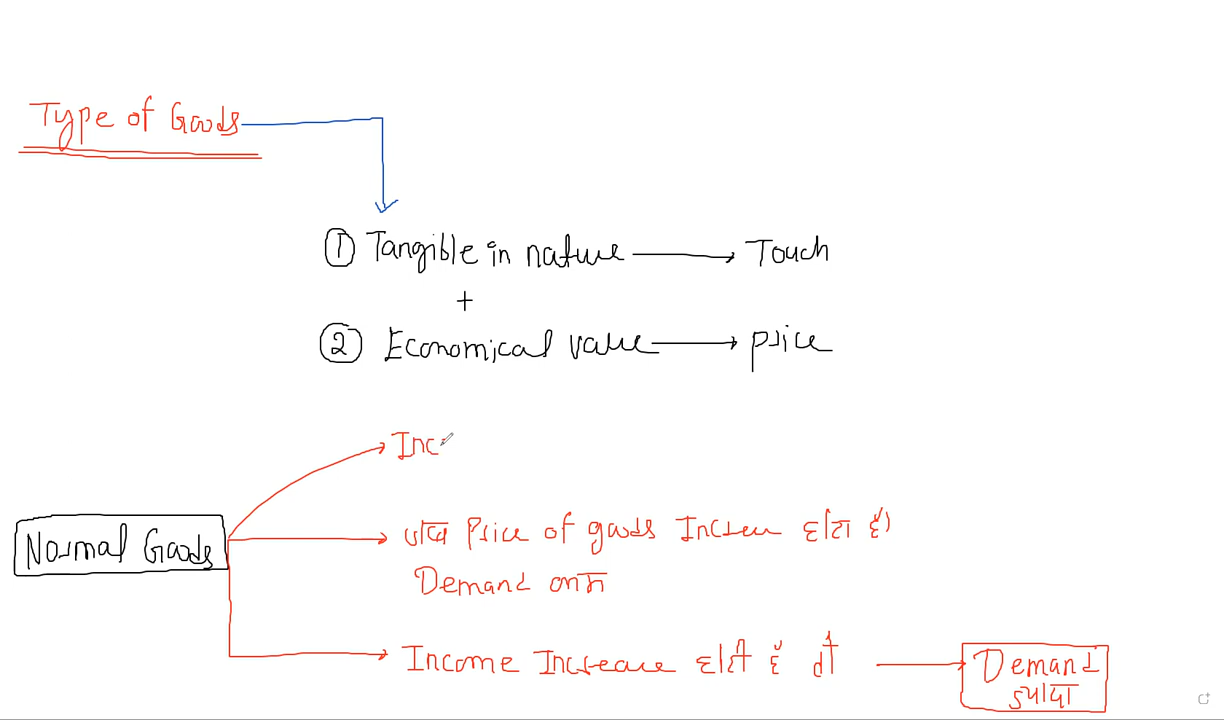 Type of Goods
① Tangible in nature → Touch
+
② Economical value → price
Inc
Normal Goods
जब Price of goods Increase होता है
Demand कम
Income Increase होती है तो → Demand
ज्यादा